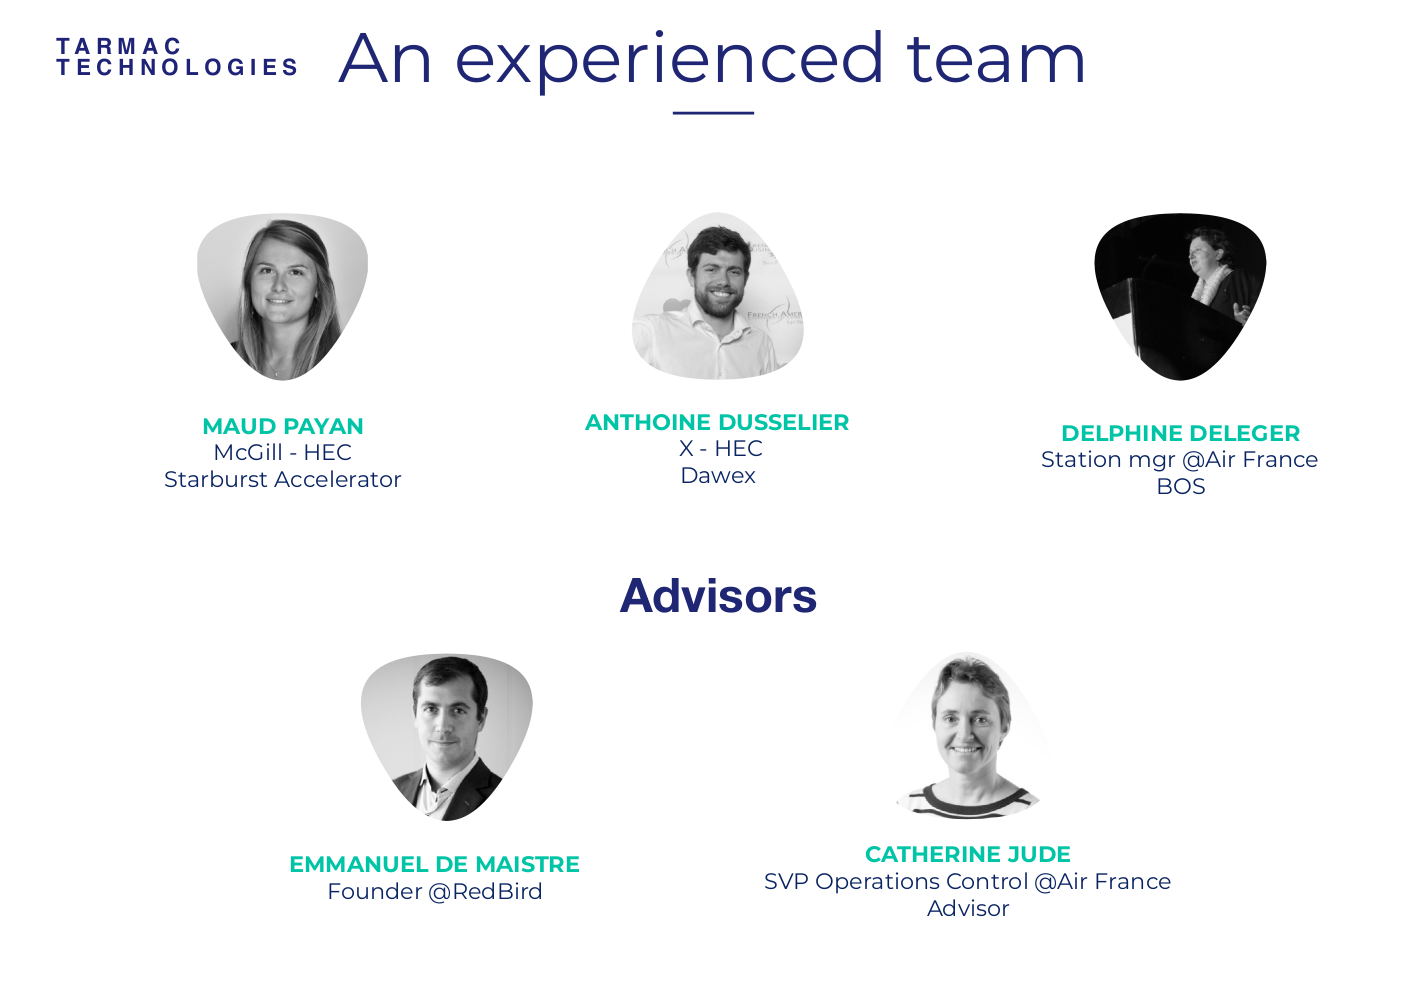 TARMAC
TECHNOLOGIES
An experienced team
MAUD PAYAN
McGill - HEC
Starburst Accelerator
ANTHOINE DUSSELIER
X - HEC
Dawex
DELPHINE DELEGER
Station mgr @Air France
BOS
Advisors
EMMANUEL DE MAISTRE
Founder @RedBird
CATHERINE JUDE
SVP Operations Control @Air France
Advisor